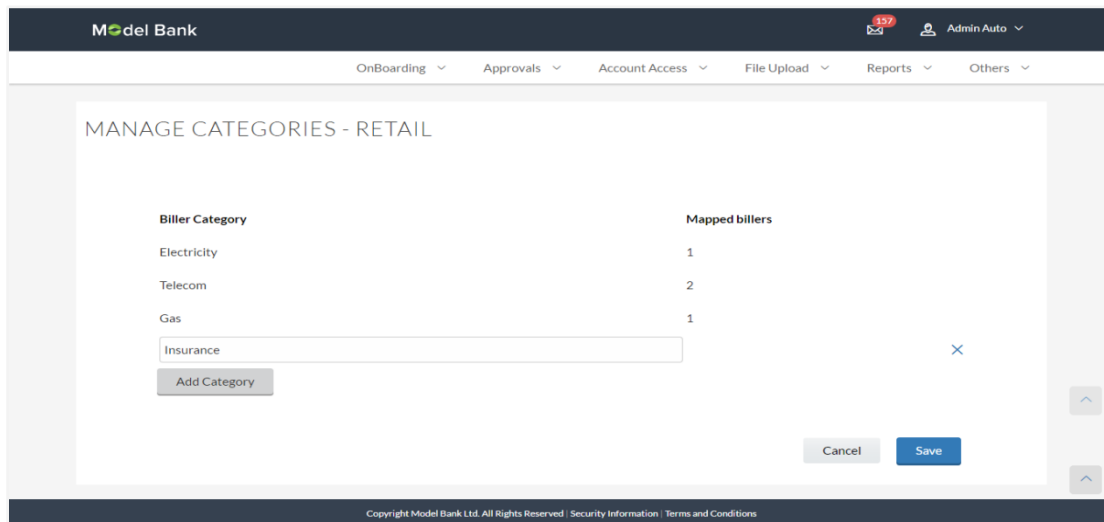 Model Bank
157
Admin Auto
OnBoarding Approvals Account Access File Upload Reports Others
MANAGE CATEGORIES - RETAIL
Biller Category Mapped billers
Electricity 1
Telecom 2
Gas 1
Insurance
Add Category
Cancel Save
Copyright Model Bank Ltd. All Rights Reserved | Security Information | Terms and Conditions